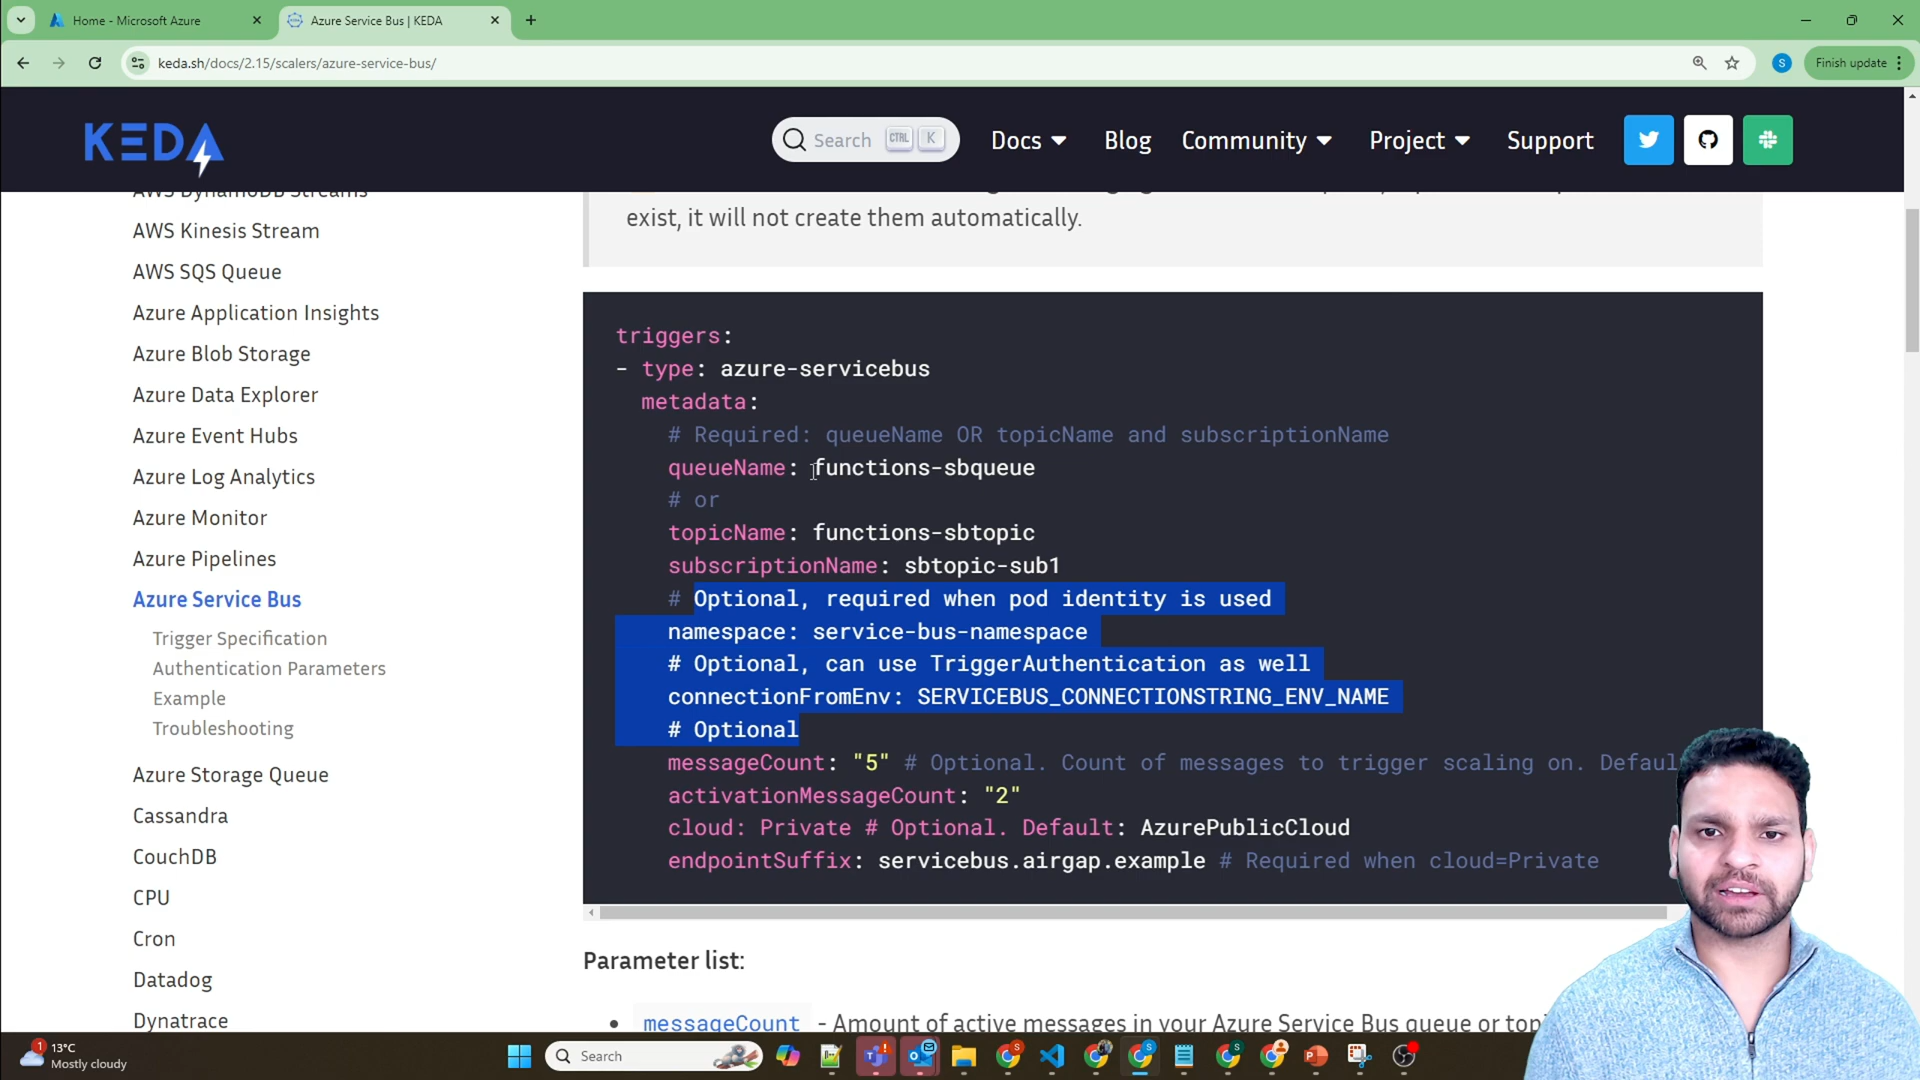 Home - Microsoft Azure
Azure Service Bus | KEDA
keda.sh/docs/2.15/scalers/azure-service-bus/
S
Finish update
KEDA
Search CTRL K
Docs
Blog
Community
Project
Support
AWS DynamoDB Streams
AWS Kinesis Stream
AWS SQS Queue
Azure Application Insights
Azure Blob Storage
Azure Data Explorer
Azure Event Hubs
Azure Log Analytics
Azure Monitor
Azure Pipelines
Azure Service Bus
Trigger Specification
Authentication Parameters
Example
Troubleshooting
Azure Storage Queue
Cassandra
CouchDB
CPU
Cron
Datadog
Dynatrace
exist, it will not create them automatically.
triggers:
- type: azure-servicebus
metadata:
# Required: queueName OR topicName and subscriptionName
queueName: functions-sbqueue
# or
topicName: functions-sbtopic
subscriptionName: sbtopic-sub1
# Optional, required when pod identity is used
namespace: service-bus-namespace
# Optional, can use TriggerAuthentication as well
connectionFromEnv: SERVICEBUS_CONNECTIONSTRING_ENV_NAME
# Optional
messageCount: "5" # Optional. Count of messages to trigger scaling on. Defaul
activationMessageCount: "2"
cloud: Private # Optional. Default: AzurePublicCloud
endpointSuffix: servicebus.airgap.example # Required when cloud=Private
Parameter list:
• messageCount - Amount of active messages in your Azure Service Bus queue or topi
1
13°C
Mostly cloudy
Search